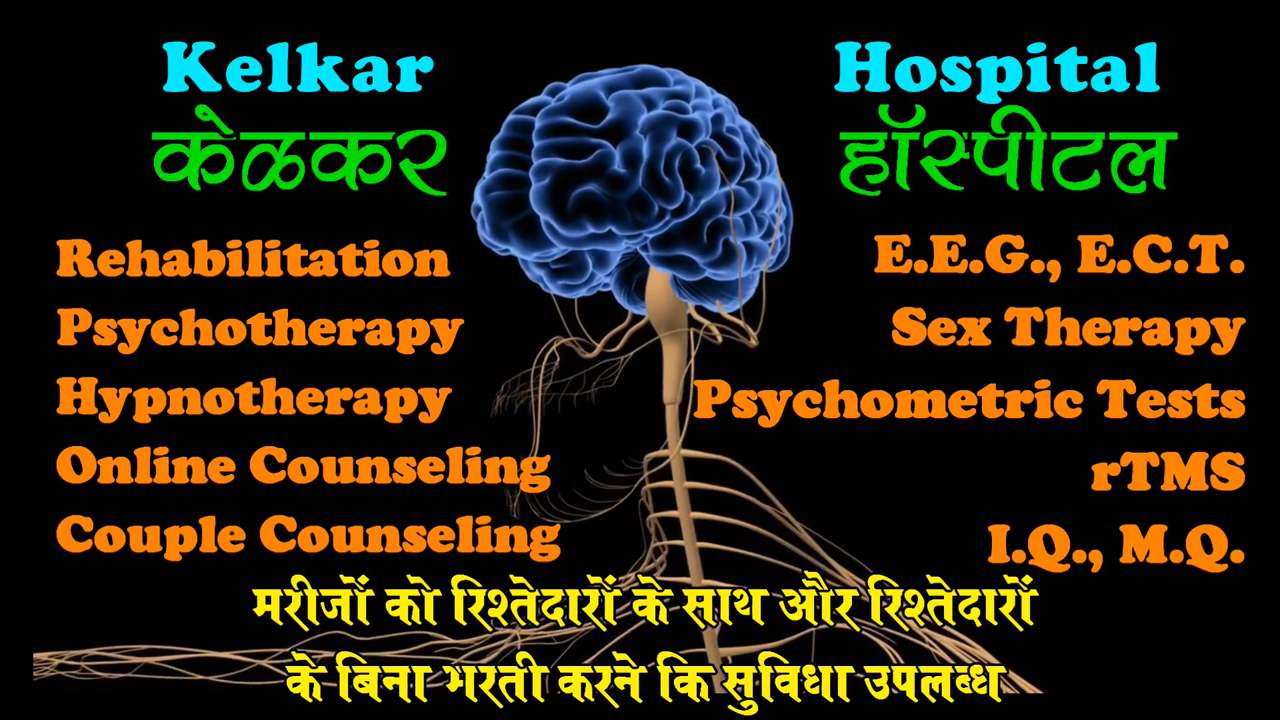 Kelkar Hospital
केळकर हॉस्पीटल
Rehabilitation
Psychotherapy
Hypnotherapy
Online Counseling
Couple Counseling
E.E.G., E.C.T.
Sex Therapy
Psychometric Tests
rTMS
I.Q., M.Q.
मरीजों को रिश्तेदारों के साथ और रिश्तेदारों
के बिना भरती करने कि सुविधा उपलब्ध